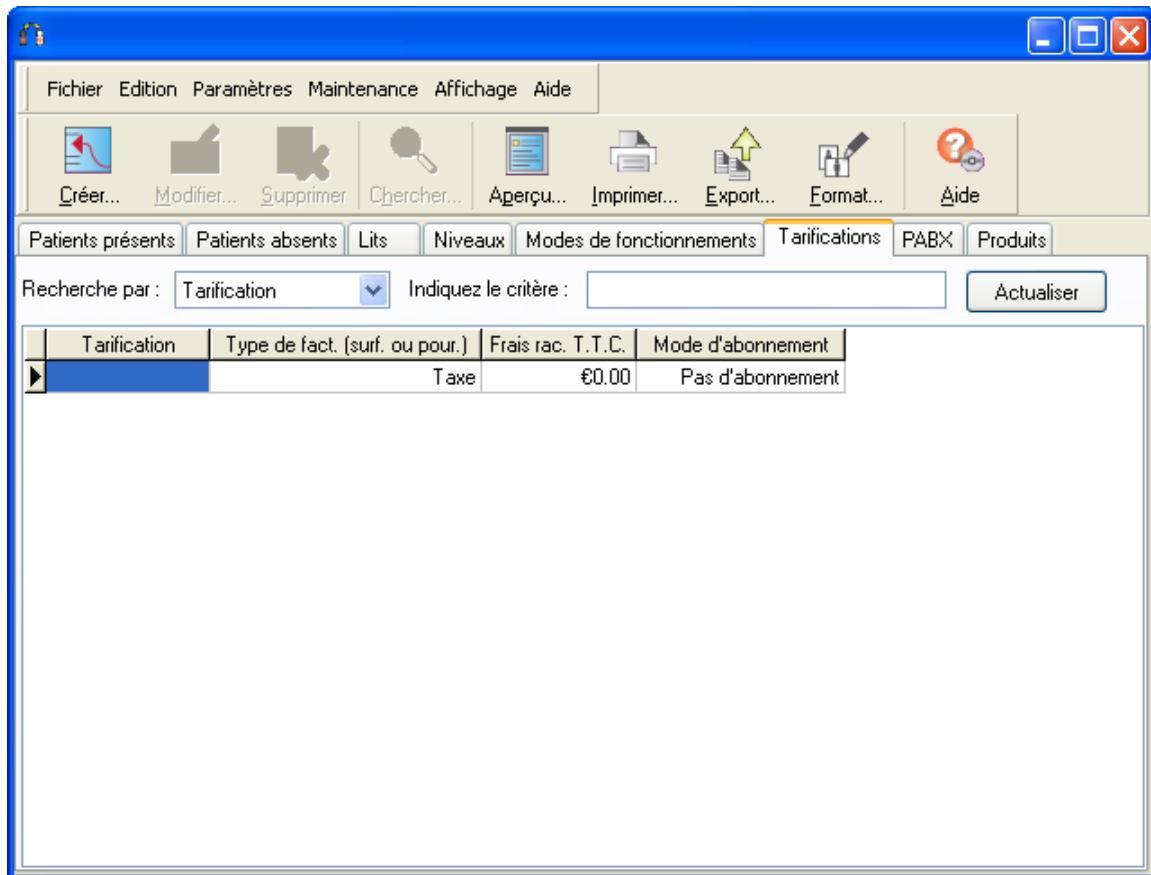 Fichier Edition Paramètres Maintenance Affichage Aide
Créer... Modifier... Supprimer Chercher... Aperçu... Imprimer... Export... Format... Aide
Patients présents Patients absents Lits Niveaux Modes de fonctionnements Tarifications PABX Produits
Recherche par : Tarification Indiquez le critère : Actualiser
Tarification Type de fact. (surf. ou pour.) Frais rac. T.T.C. Mode d'abonnement
Taxe €0.00 Pas d'abonnement